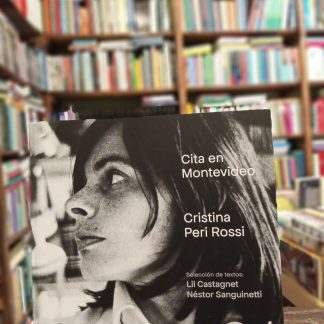 Cita en
Montevideo
Cristina
Peri Rossi
Selección de textos:
Lil Castagnet
Néstor Sanguinetti